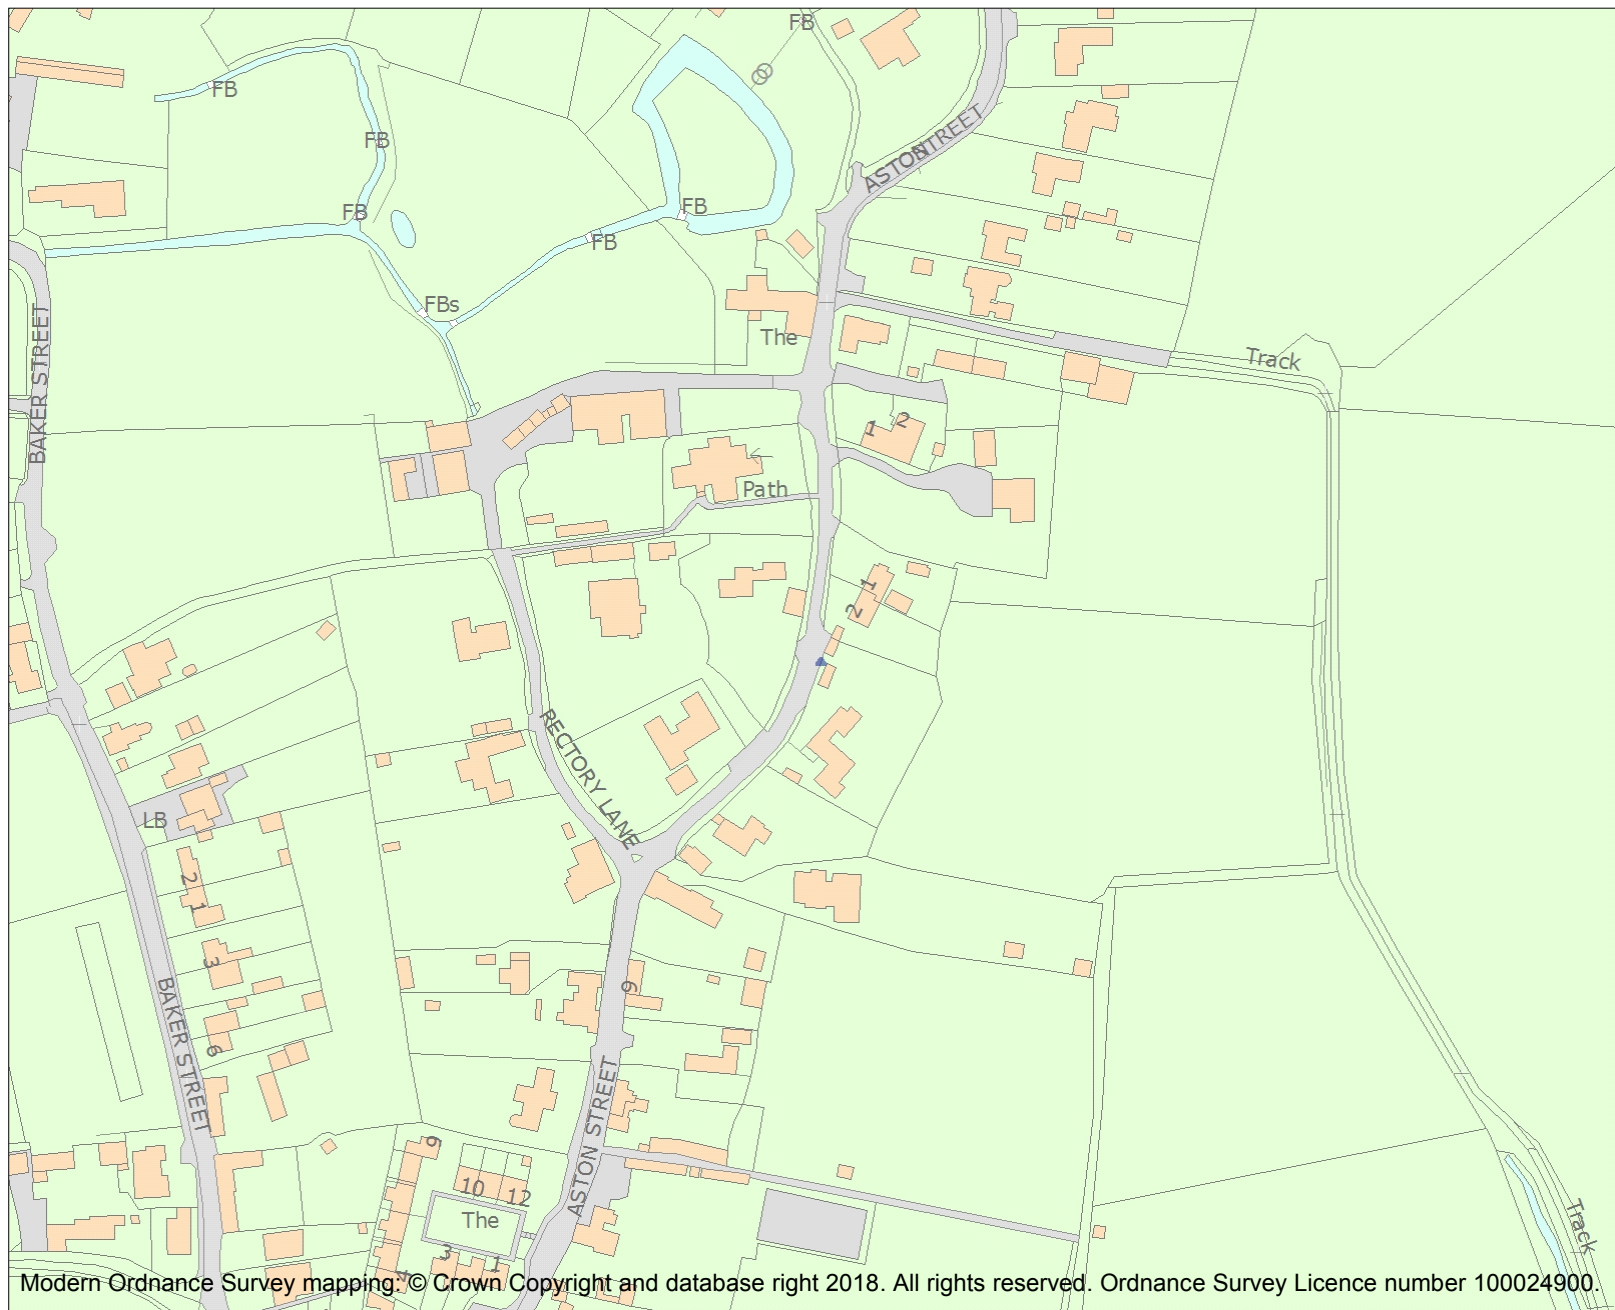 FB
FB
FB
ASTON STREET
FB
FB
FB
FBs
BAKER STREET
The
Track
1 2
Path
1
2
RECTORY LANE
LB
2
1
3
9
BAKER STREET
6
ASTON STREET
9
10 12
The
3
1
4
Track
Modern Ordnance Survey mapping: © Crown Copyright and database right 2018. All rights reserved. Ordnance Survey Licence number 100024900.